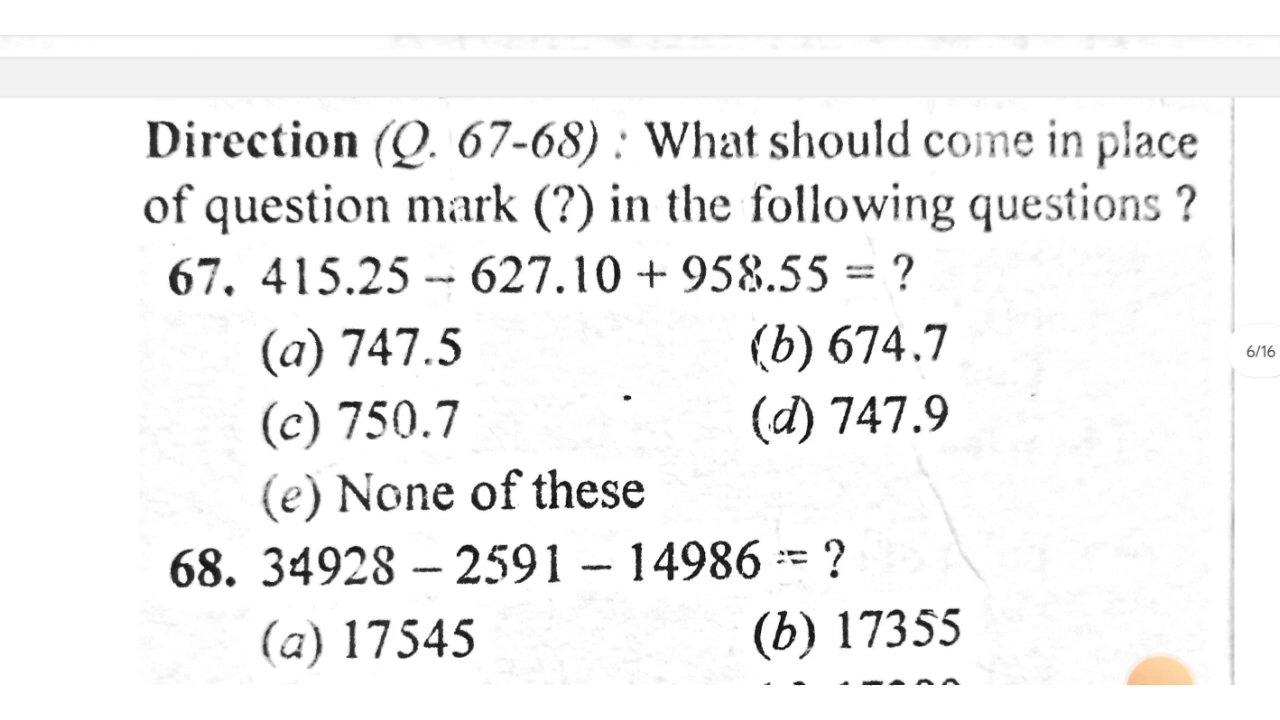 Direction (Q. 67-68) : What should come in place
of question mark (?) in the following questions ?
67. 415.25 – 627.10 + 958.55 = ?
(a) 747.5 (b) 674.7
(c) 750.7 (d) 747.9
6/16
(e) None of these
68. 34928 – 2591 – 14986 = ?
(a) 17545 (b) 17355